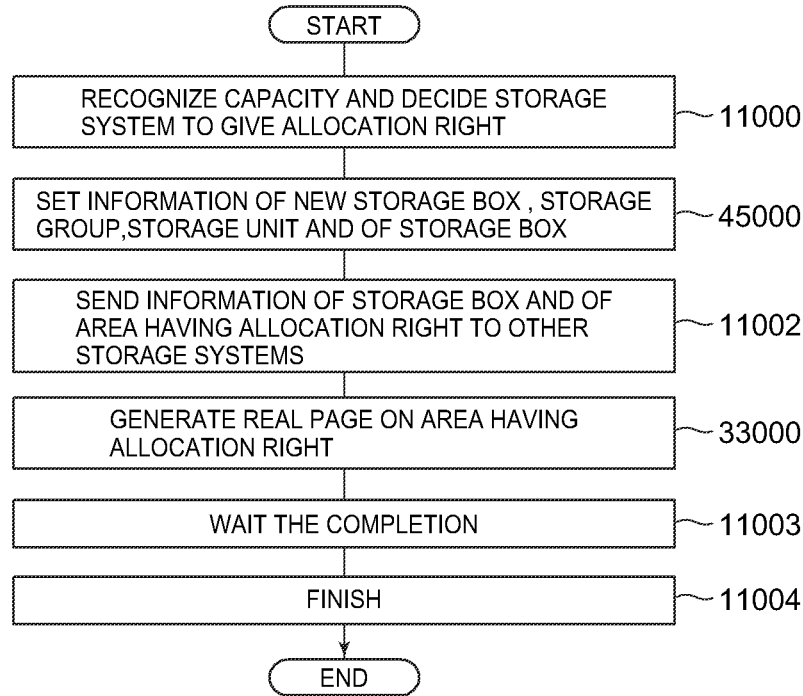 START
RECOGNIZE CAPACITY AND DECIDE STORAGE
SYSTEM TO GIVE ALLOCATION RIGHT
11000
SET INFORMATION OF NEW STORAGE BOX , STORAGE
GROUP,STORAGE UNIT AND OF STORAGE BOX
45000
SEND INFORMATION OF STORAGE BOX AND OF
AREA HAVING ALLOCATION RIGHT TO OTHER
STORAGE SYSTEMS
11002
GENERATE REAL PAGE ON AREA HAVING
ALLOCATION RIGHT
33000
WAIT THE COMPLETION
11003
FINISH
11004
END